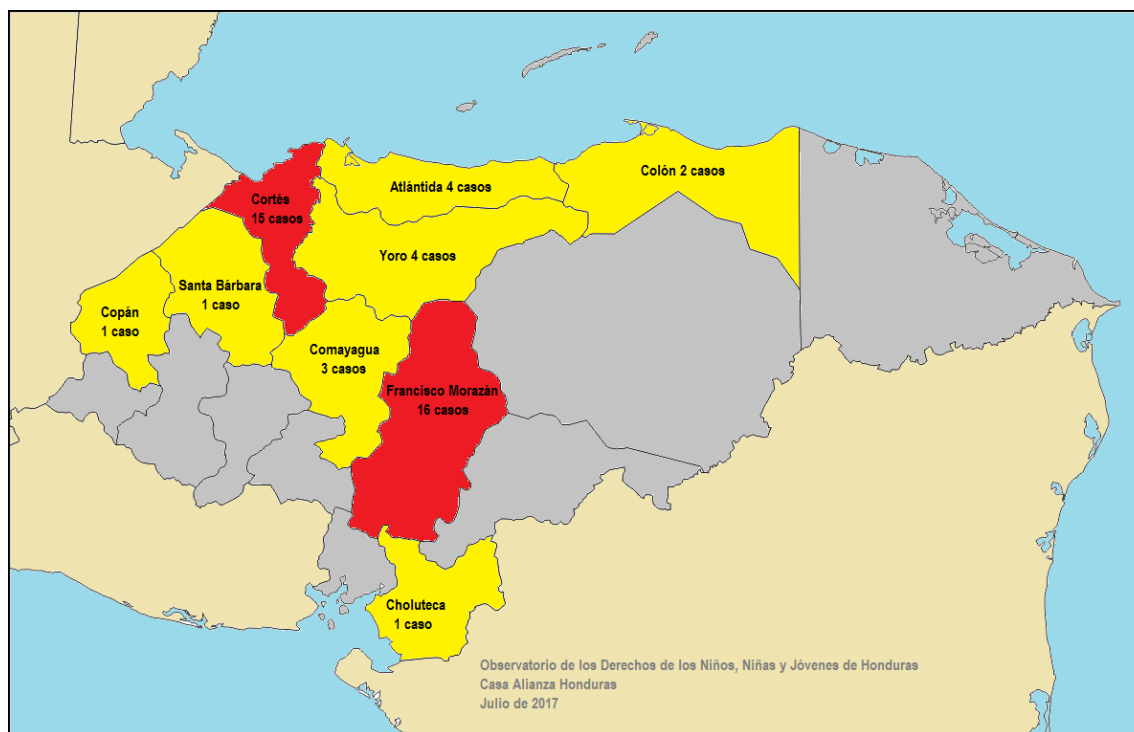 Colón 2 casos
Atlántida 4 casos
Cortés
15 casos
Yoro 4 casos
Santa Bárbara
1 caso
Copán
1 caso
Comayagua
3 casos
Francisco Morazán
16 casos
Choluteca
1 caso
Observatorio de los Derechos de los Niños, Niñas y Jóvenes de Honduras
Casa Alianza Honduras
Julio de 2017